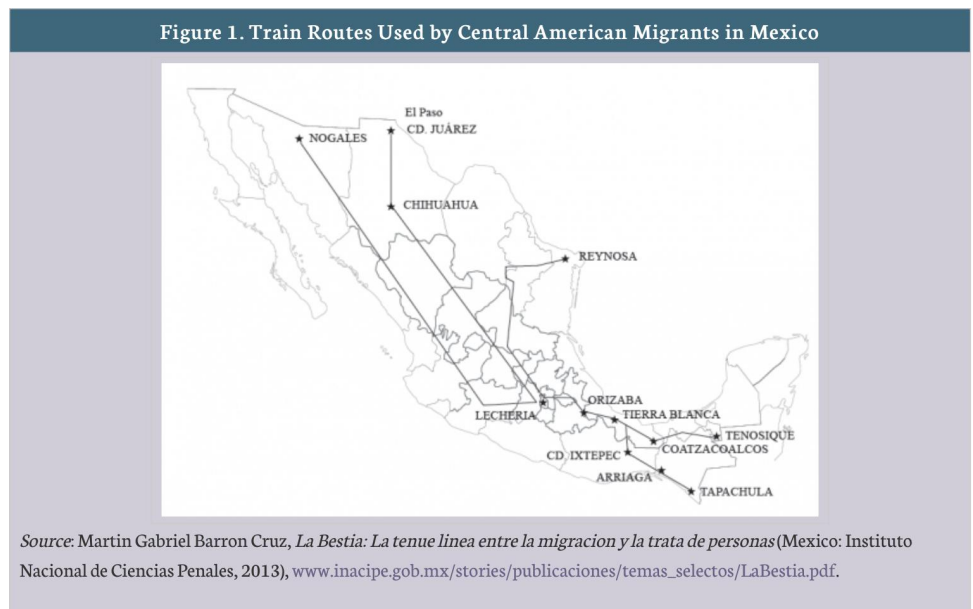 Figure 1. Train Routes Used by Central American Migrants in Mexico
El Paso
CD. JUÁREZ
NOGALES
CHIHUAHUA
REYNOSA
ORIZABA
LECHERIA
TIERRA BLANCA
TENOSIQUE
COATZACOALCOS
CD. IXTEPEC
ARRIAGA
TAPACHULA
Source: Martin Gabriel Barron Cruz, La Bestia: La tenue linea entre la migracion y la trata de personas (Mexico: Instituto
Nacional de Ciencias Penales, 2013), www.inacipe.gob.mx/stories/publicaciones/temas_selectos/LaBestia.pdf.